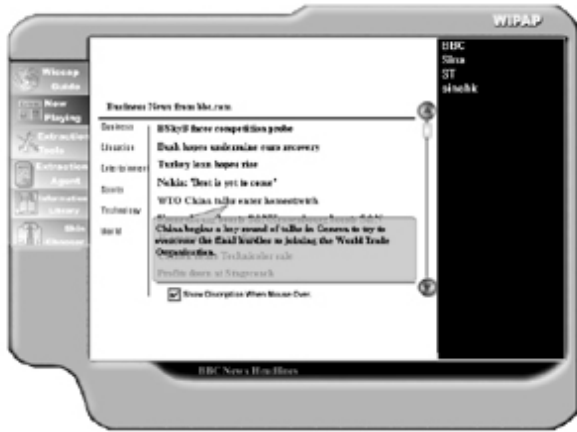 WIPAP
BBC
Sina
ST
sinahk
Wiccap
Guide
Now
Playing
Extraction
Tools
Extraction
Agent
Information
Library
Skin
Chooser
Business News from bbc.com
Business
Education
Entertainment
Sports
Technology
World
BSkyB faces competition probe
Bush hopes undermine euro recovery
Turkey loan hopes rise
Nokia: 'Best is yet to come'
WTO China talks enter homestretch
China begins a key round of talks in Geneva to try to
overcome the final hurdles to joining the World Trade
Organisation.
Technicolor sale
Profits down at Stagecoach
Show Discription When Mouse Over.
BBC News Headlines